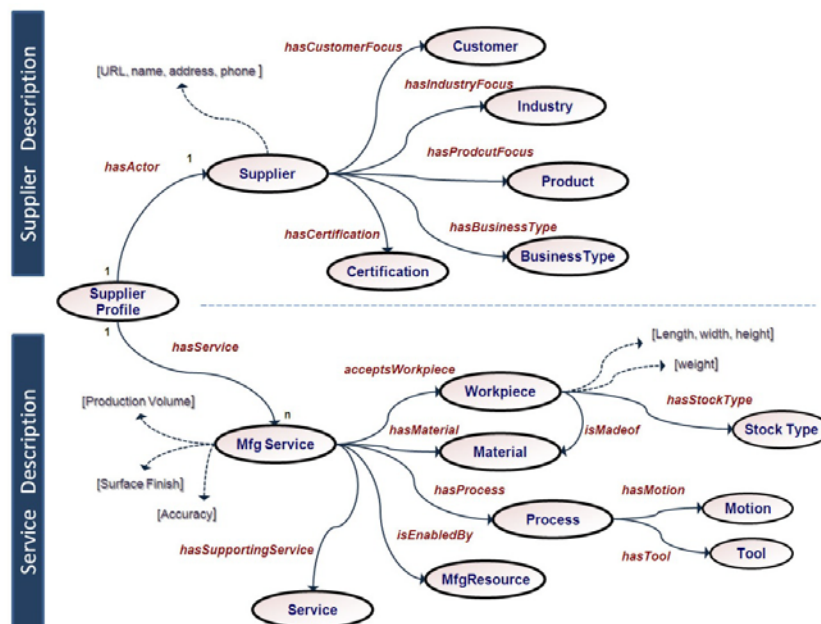 Supplier Description
hasCustomerFocus
Customer
[URL, name, address, phone ]
hasIndustryFocus
Industry
hasActor
1
Supplier
hasProdcutFocus
Product
hasCertification
hasBusinessType
Certification
BusinessType
1
Supplier
Profile
1
Service Description
hasService
[Length, width, height]
[weight]
acceptsWorkpiece
Workpiece
hasStockType
Stock Type
[Production Volume]
n
Mfg Service
hasMaterial
Material
isMadeof
[Surface Finish]
[Accuracy]
hasProcess
Process
hasMotion
Motion
hasTool
Tool
hasSupportingService
isEnabledBy
MfgResource
Service